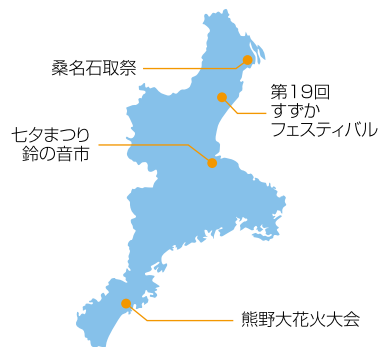 桑名石取祭
第19回
すずか
フェスティバル
七夕まつり
鈴の音市
熊野大花火大会